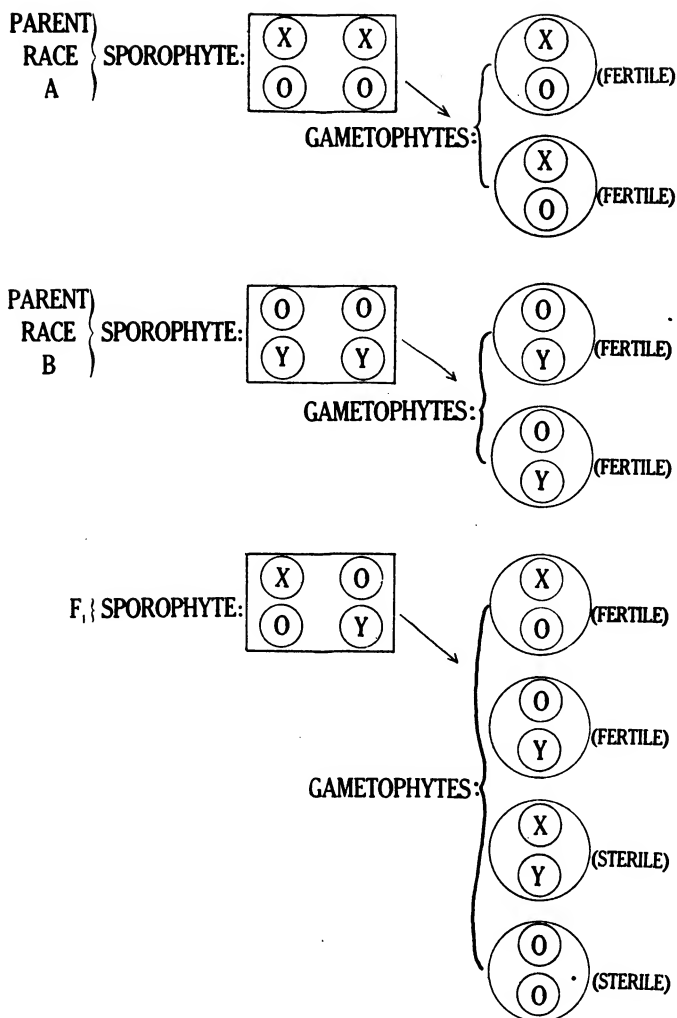 PARENT
RACE
A
SPOROPHYTE:
X X
O O
GAMETOPHYTES:
X
O
(FERTILE)
X
O
(FERTILE)
PARENT
RACE
B
SPOROPHYTE:
O O
Y Y
GAMETOPHYTES:
O
Y
(FERTILE)
O
Y
(FERTILE)
F₁ SPOROPHYTE:
X O
O Y
GAMETOPHYTES:
X
O
(FERTILE)
O
Y
(FERTILE)
X
Y
(STERILE)
O
O
(STERILE)